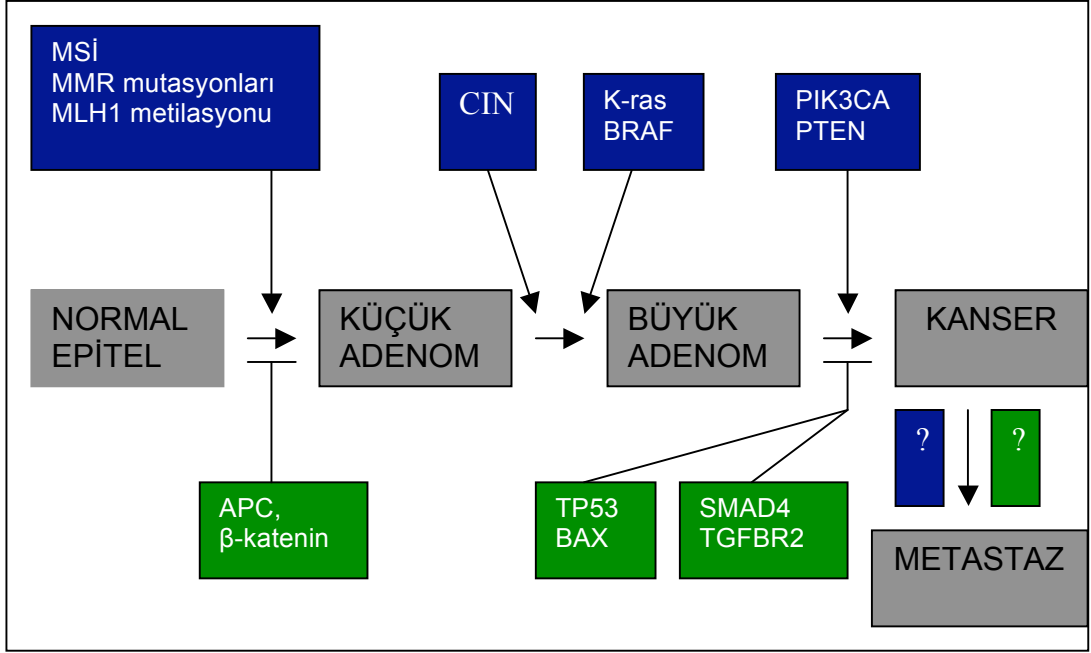 MSİ
MMR mutasyonları
MLH1 metilasyonu
CIN
K-ras
BRAF
PIK3CA
PTEN
NORMAL
EPİTEL
KÜÇÜK
ADENOM
BÜYÜK
ADENOM
KANSER
?
?
APC,
β-katenin
TP53
BAX
SMAD4
TGFBR2
METASTAZ